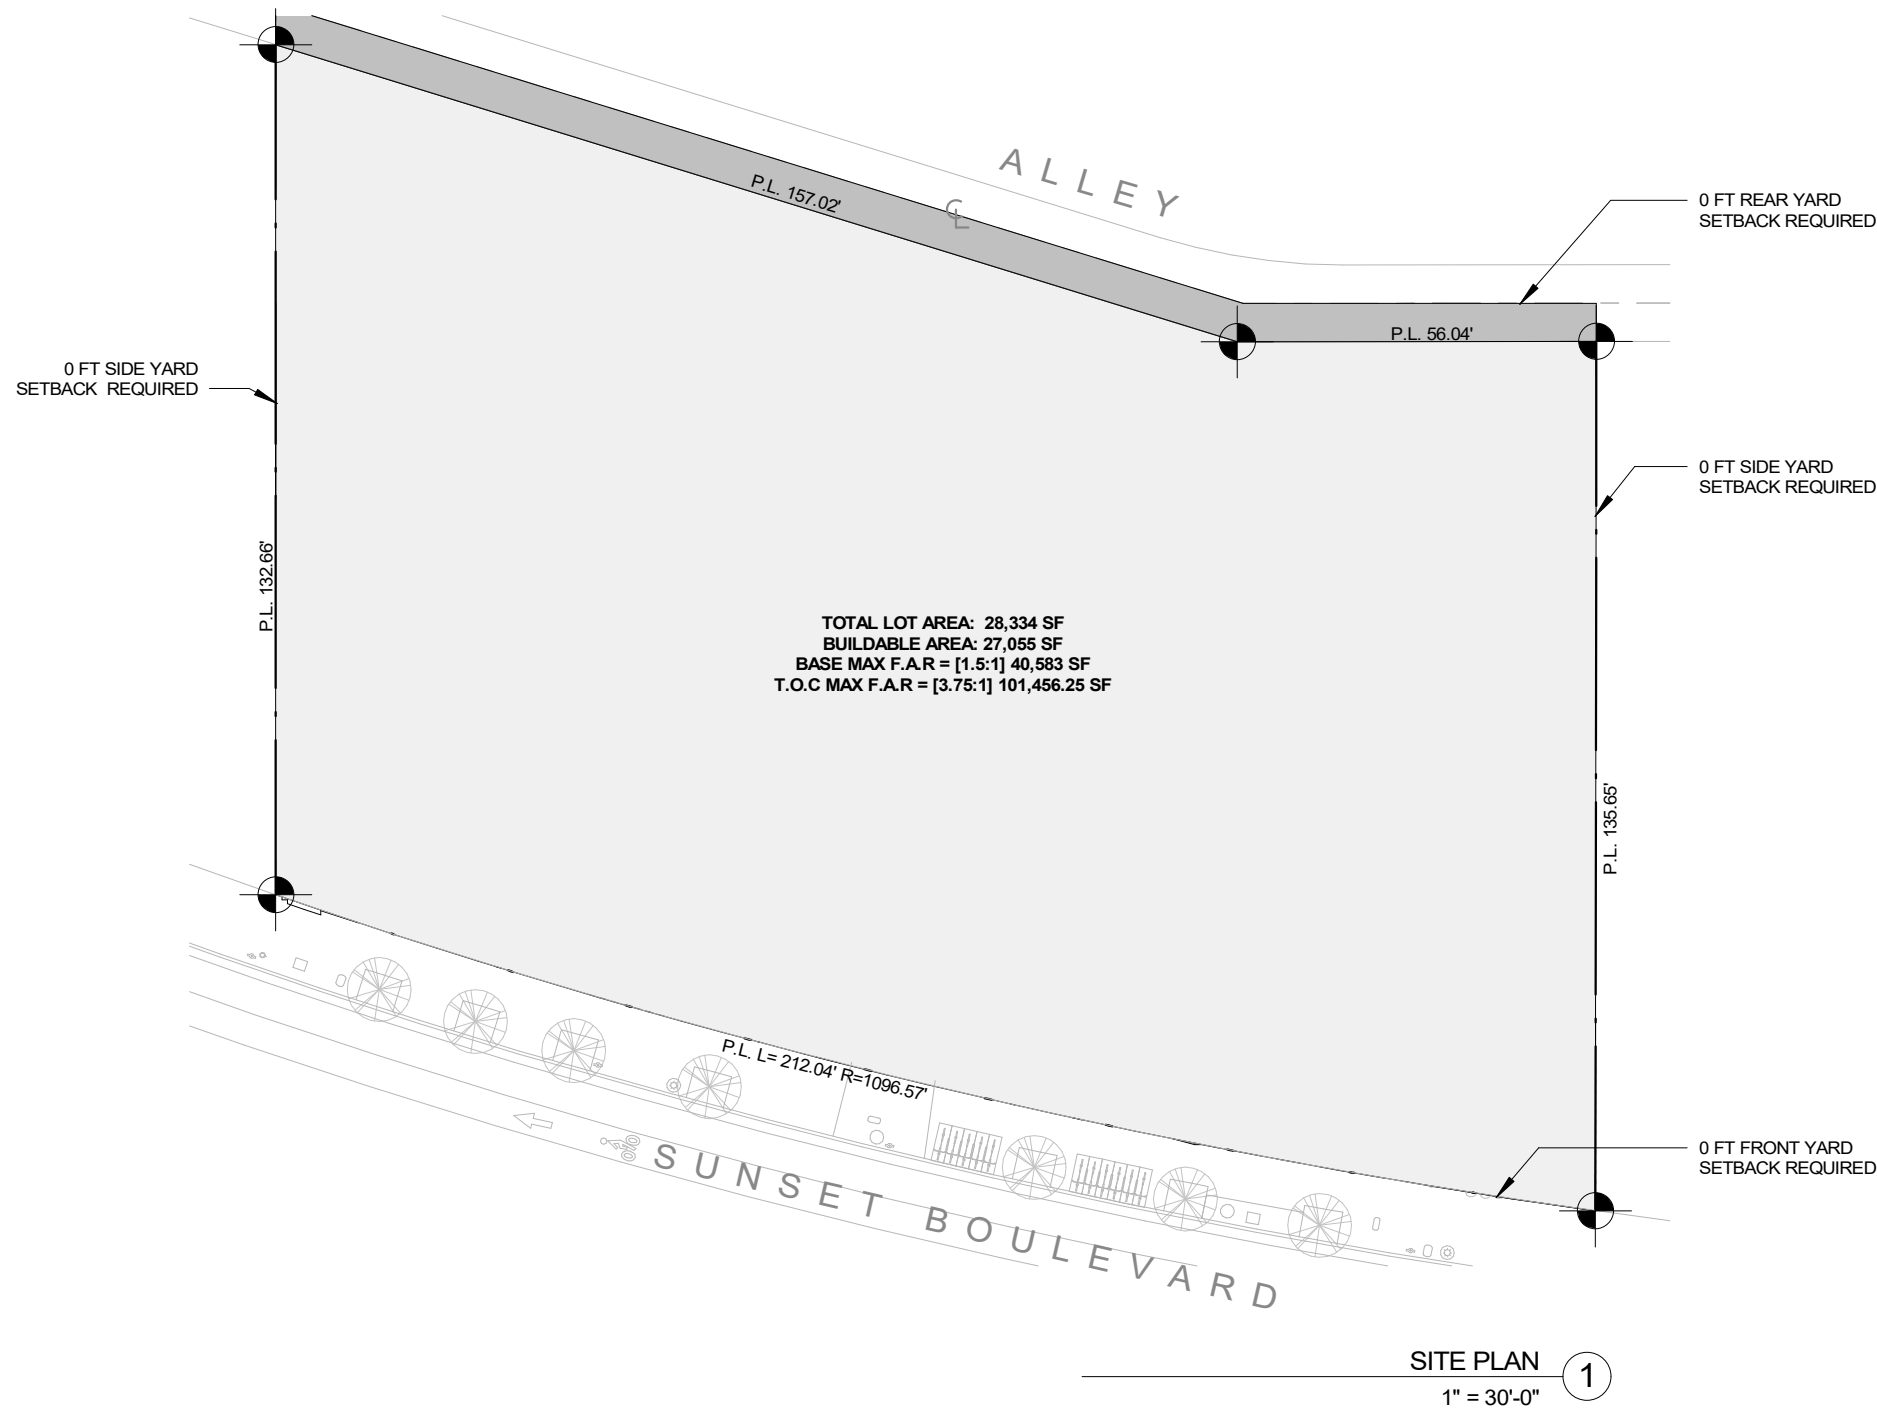 ALLEY
P.L. 157.02'
℄
0 FT REAR YARD
SETBACK REQUIRED
P.L. 56.04'
0 FT SIDE YARD
SETBACK  REQUIRED
0 FT SIDE YARD
SETBACK REQUIRED
P.L. 132.66'
TOTAL LOT AREA:  28,334 SF
BUILDABLE AREA: 27,055 SF
BASE MAX F.A.R = [1.5:1] 40,583 SF
T.O.C MAX F.A.R = [3.75:1] 101,456.25 SF
P.L. 135.65'
P.L. L= 212.04' R=1096.57'
0 FT FRONT YARD
SETBACK REQUIRED
SUNSET BOULEVARD
SITE PLAN
1
1" = 30'-0"